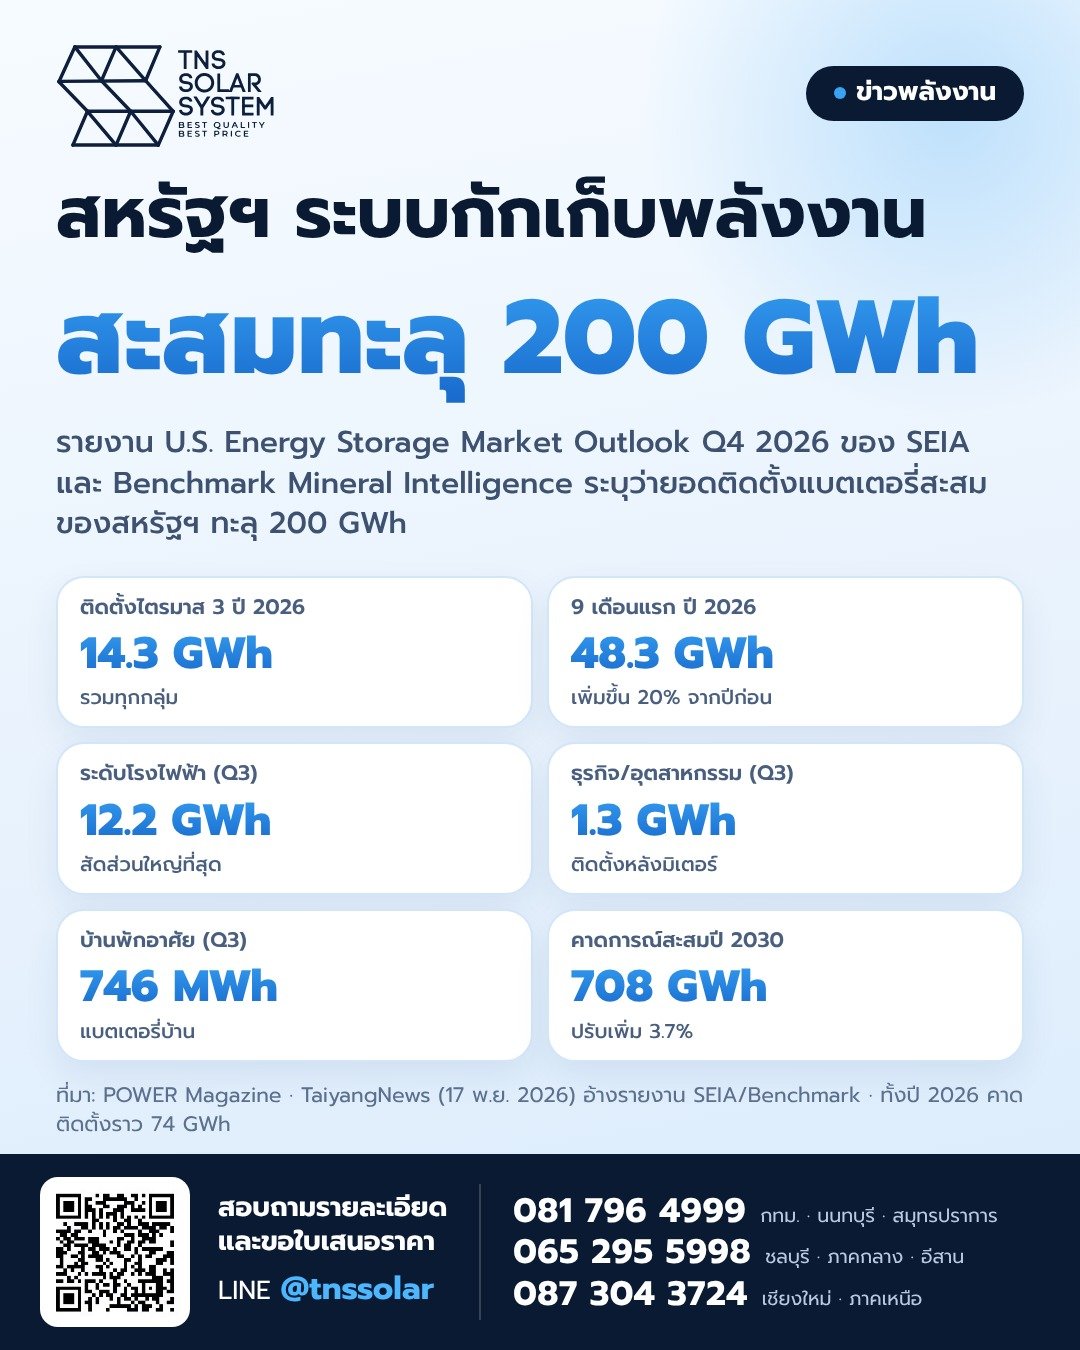 TNS
SOLAR
SYSTEM
BEST QUALITY
BEST PRICE
ข่าวพลังงาน
สหรัฐฯ ระบบกักเก็บพลังงาน
สะสมทะลุ 200 GWh
รายงาน U.S. Energy Storage Market Outlook Q4 2026 ของ SEIA
และ Benchmark Mineral Intelligence ระบุว่ายอดติดตั้งแบตเตอรี่สะสม
ของสหรัฐฯ ทะลุ 200 GWh
ติดตั้งไตรมาส 3 ปี 2026
14.3 GWh
รวมทุกกลุ่ม
9 เดือนแรก ปี 2026
48.3 GWh
เพิ่มขึ้น 20% จากปีก่อน
ระดับโรงไฟฟ้า (Q3)
12.2 GWh
สัดส่วนใหญ่ที่สุด
ธุรกิจ/อุตสาหกรรม (Q3)
1.3 GWh
ติดตั้งหลังมิเตอร์
บ้านพักอาศัย (Q3)
746 MWh
แบตเตอรี่บ้าน
คาดการณ์สะสมปี 2030
708 GWh
ปรับเพิ่ม 3.7%
ที่มา: POWER Magazine · TaiyangNews (17 พ.ย. 2026) อ้างรายงาน SEIA/Benchmark · ทั้งปี 2026 คาด
ติดตั้งราว 74 GWh
สอบถามรายละเอียด
และขอใบเสนอราคา
LINE @tnssolar
081 796 4999 กทม. · นนทบุรี · สมุทรปราการ
065 295 5998 ชลบุรี · ภาคกลาง · อีสาน
087 304 3724 เชียงใหม่ · ภาคเหนือ